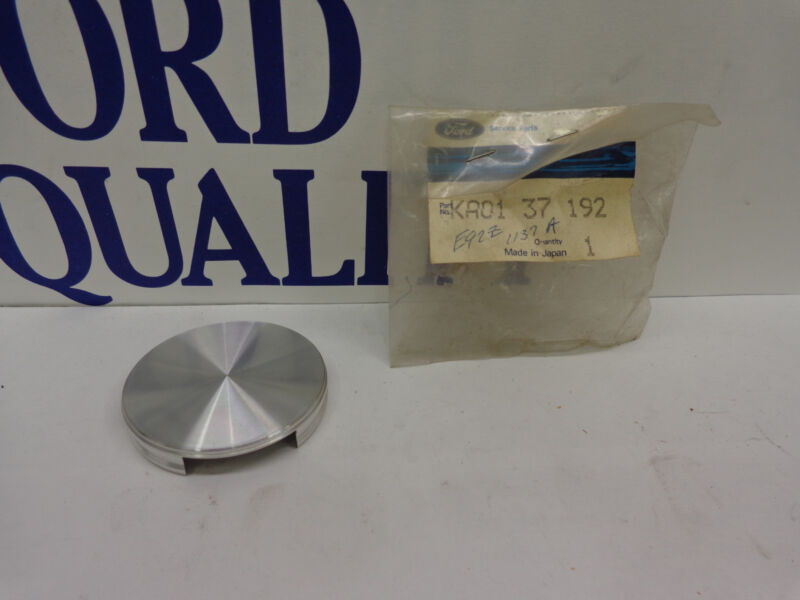 ORD
QUALI
Ford
Service Parts
Part No. KA01 37 192
E92Z 1137 A
Quantity
Made in Japan 1